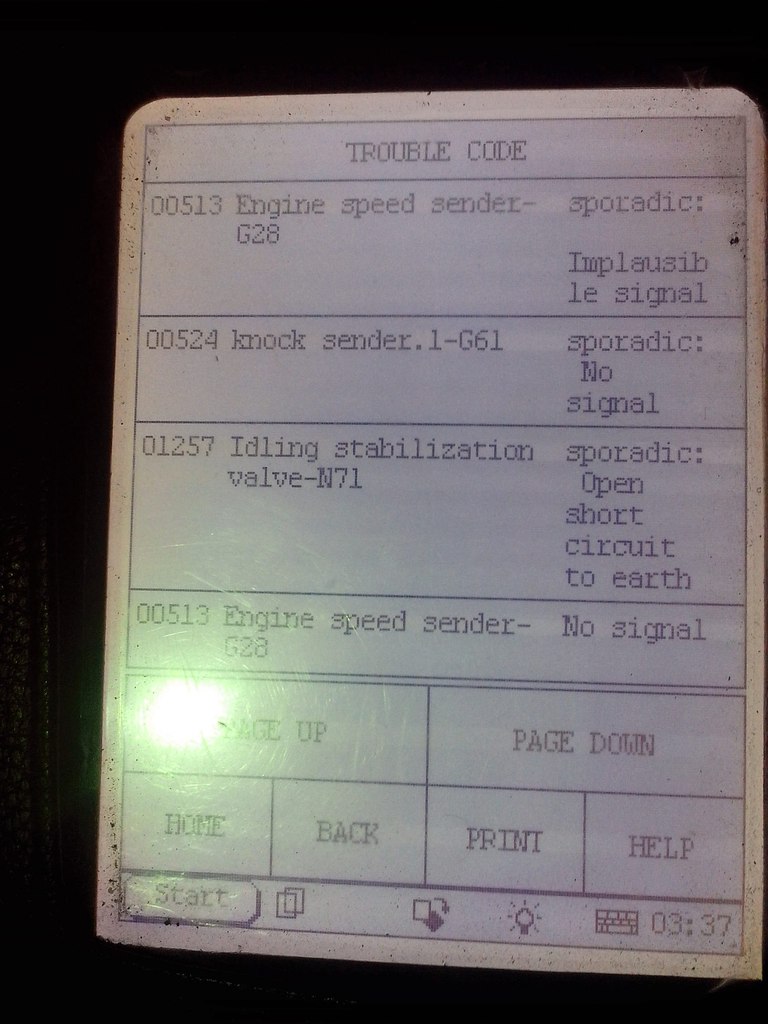 TROUBLE CODE
00513 Engine speed sender- sporadic:
G28
Implausib
le signal
00524 knock sender.1-G61 sporadic:
No
signal
01257 Idling stabilization sporadic:
valve-N71 Open
short
circuit
to earth
00513 Engine speed sender- No signal
G28
PAGE UP PAGE DOWN
HOME BACK PRINT HELP
Start 03:37